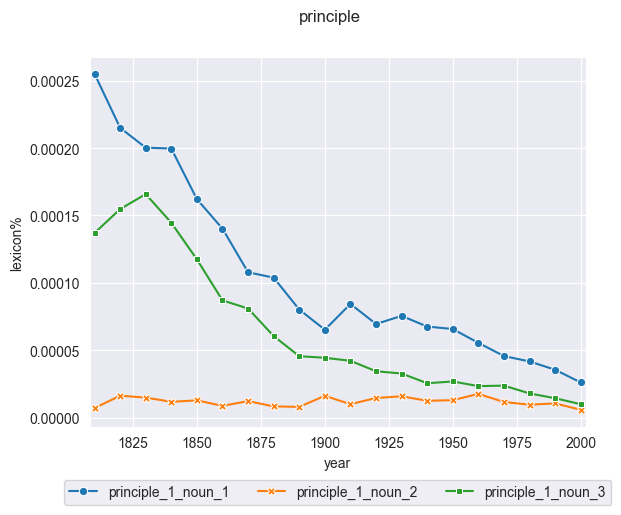 principle
0.00025
0.00020
0.00015
0.00010
0.00005
0.00000
lexicon%
1825 1850 1875 1900 1925 1950 1975 2000
year
principle_1_noun_1 principle_1_noun_2 principle_1_noun_3